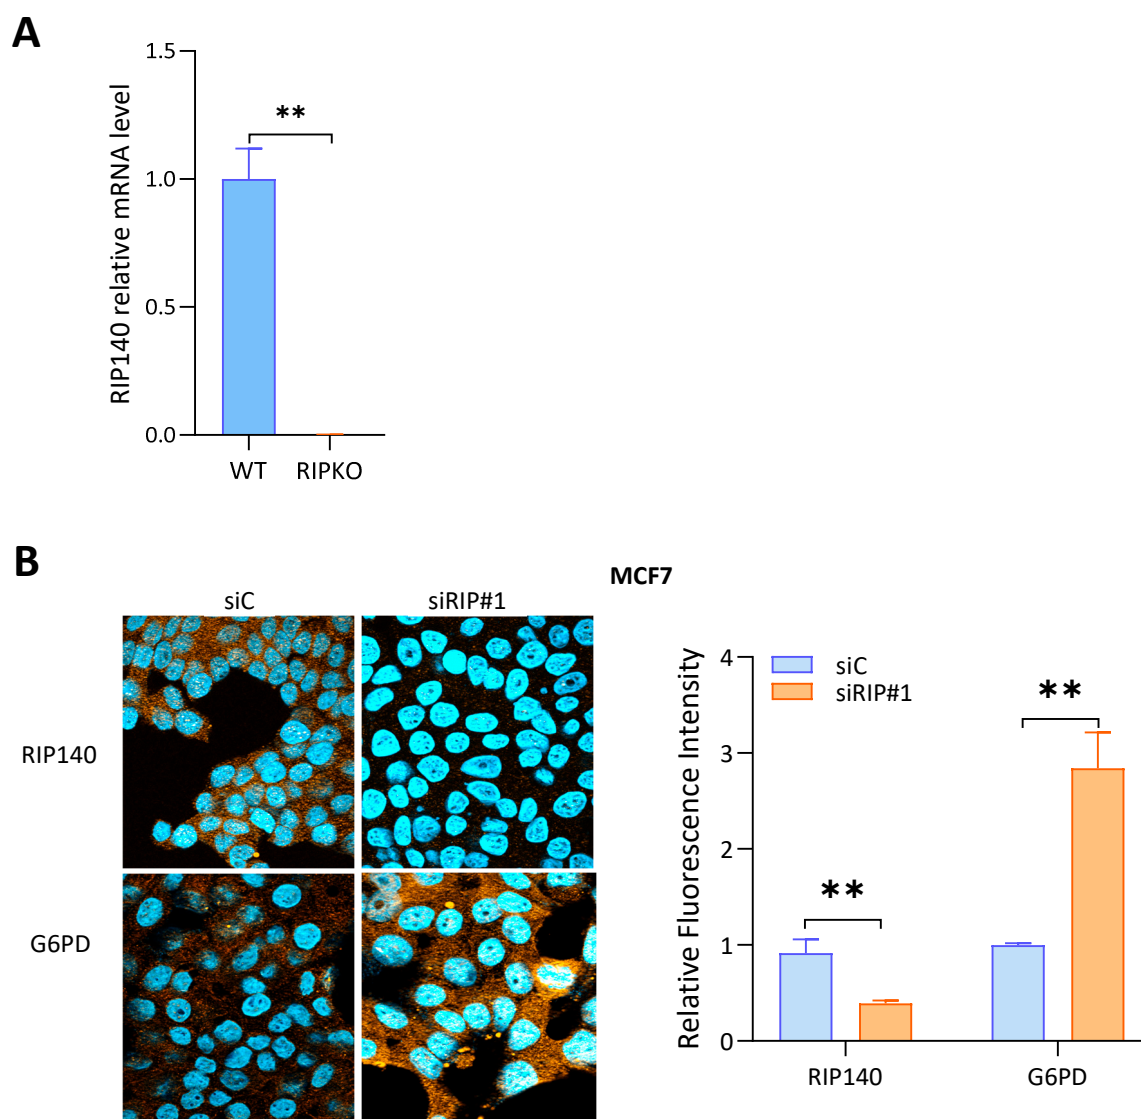 A
RIP140 relative mRNA level
1.5
1.0
0.5
0.0
**
WT RIPKO
B
MCF7
siC siRIP#1
RIP140
G6PD
Relative Fluorescence Intensity
4
3
2
1
0
siC
siRIP#1
**
**
RIP140 G6PD